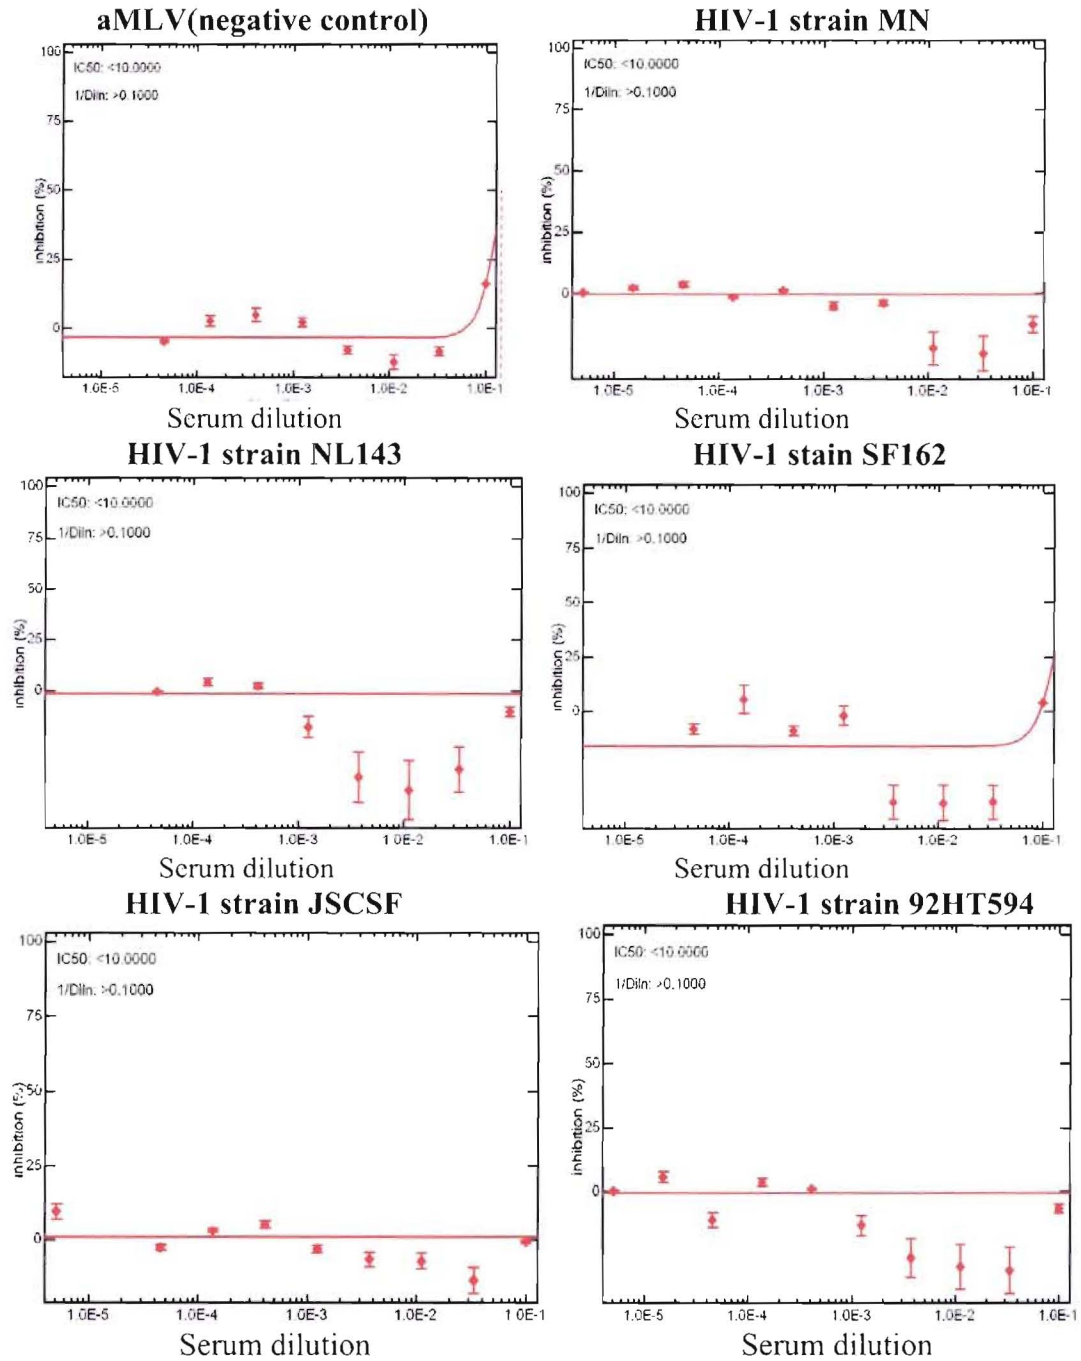 aMLV(negative control)
100
IC50: <10.0000
1/Diln: >0.1000
75
50
25
0
inhibition (%)
1.0E-5 1.0E-4 1.0E-3 1.0E-2 1.0E-1
Serum dilution
HIV-1 strain MN
100
IC50: <10.0000
1/Diln: >0.1000
75
50
25
0
inhibition (%)
1.0E-5 1.0E-4 1.0E-3 1.0E-2 1.0E-1
Serum dilution
HIV-1 strain NL143
100
IC50: <10.0000
1/Diln: >0.1000
75
50
25
0
inhibition (%)
1.0E-5 1.0E-4 1.0E-3 1.0E-2 1.0E-1
Serum dilution
HIV-1 stain SF162
100
IC50: <10.0000
1/Diln: >0.1000
75
50
25
0
inhibition (%)
1.0E-5 1.0E-4 1.0E-3 1.0E-2 1.0E-1
Serum dilution
HIV-1 strain JSCSF
100
IC50: <10.0000
1/Diln: >0.1000
75
50
25
0
inhibition (%)
1.0E-5 1.0E-4 1.0E-3 1.0E-2 1.0E-1
Serum dilution
HIV-1 strain 92HT594
100
IC50: <10.0000
1/Diln: >0.1000
75
50
25
0
inhibition (%)
1.0E-5 1.0E-4 1.0E-3 1.0E-2 1.0E-1
Serum dilution